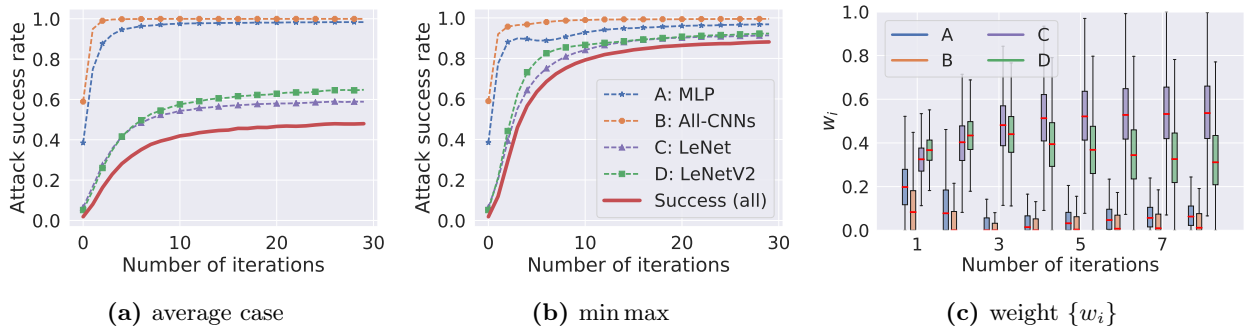 Attack success rate
1.0
0.8
0.6
0.4
0.2
0.0
0
10
20
30
Number of iterations
(a) average case
Attack success rate
1.0
0.8
0.6
0.4
0.2
0.0
A: MLP
B: All-CNNs
C: LeNet
D: LeNetV2
Success (all)
0
10
20
30
Number of iterations
(b) min max
w_i
1.0
0.8
0.6
0.4
0.2
0.0
A
C
B
D
1
3
5
7
Number of iterations
(c) weight {w_i}